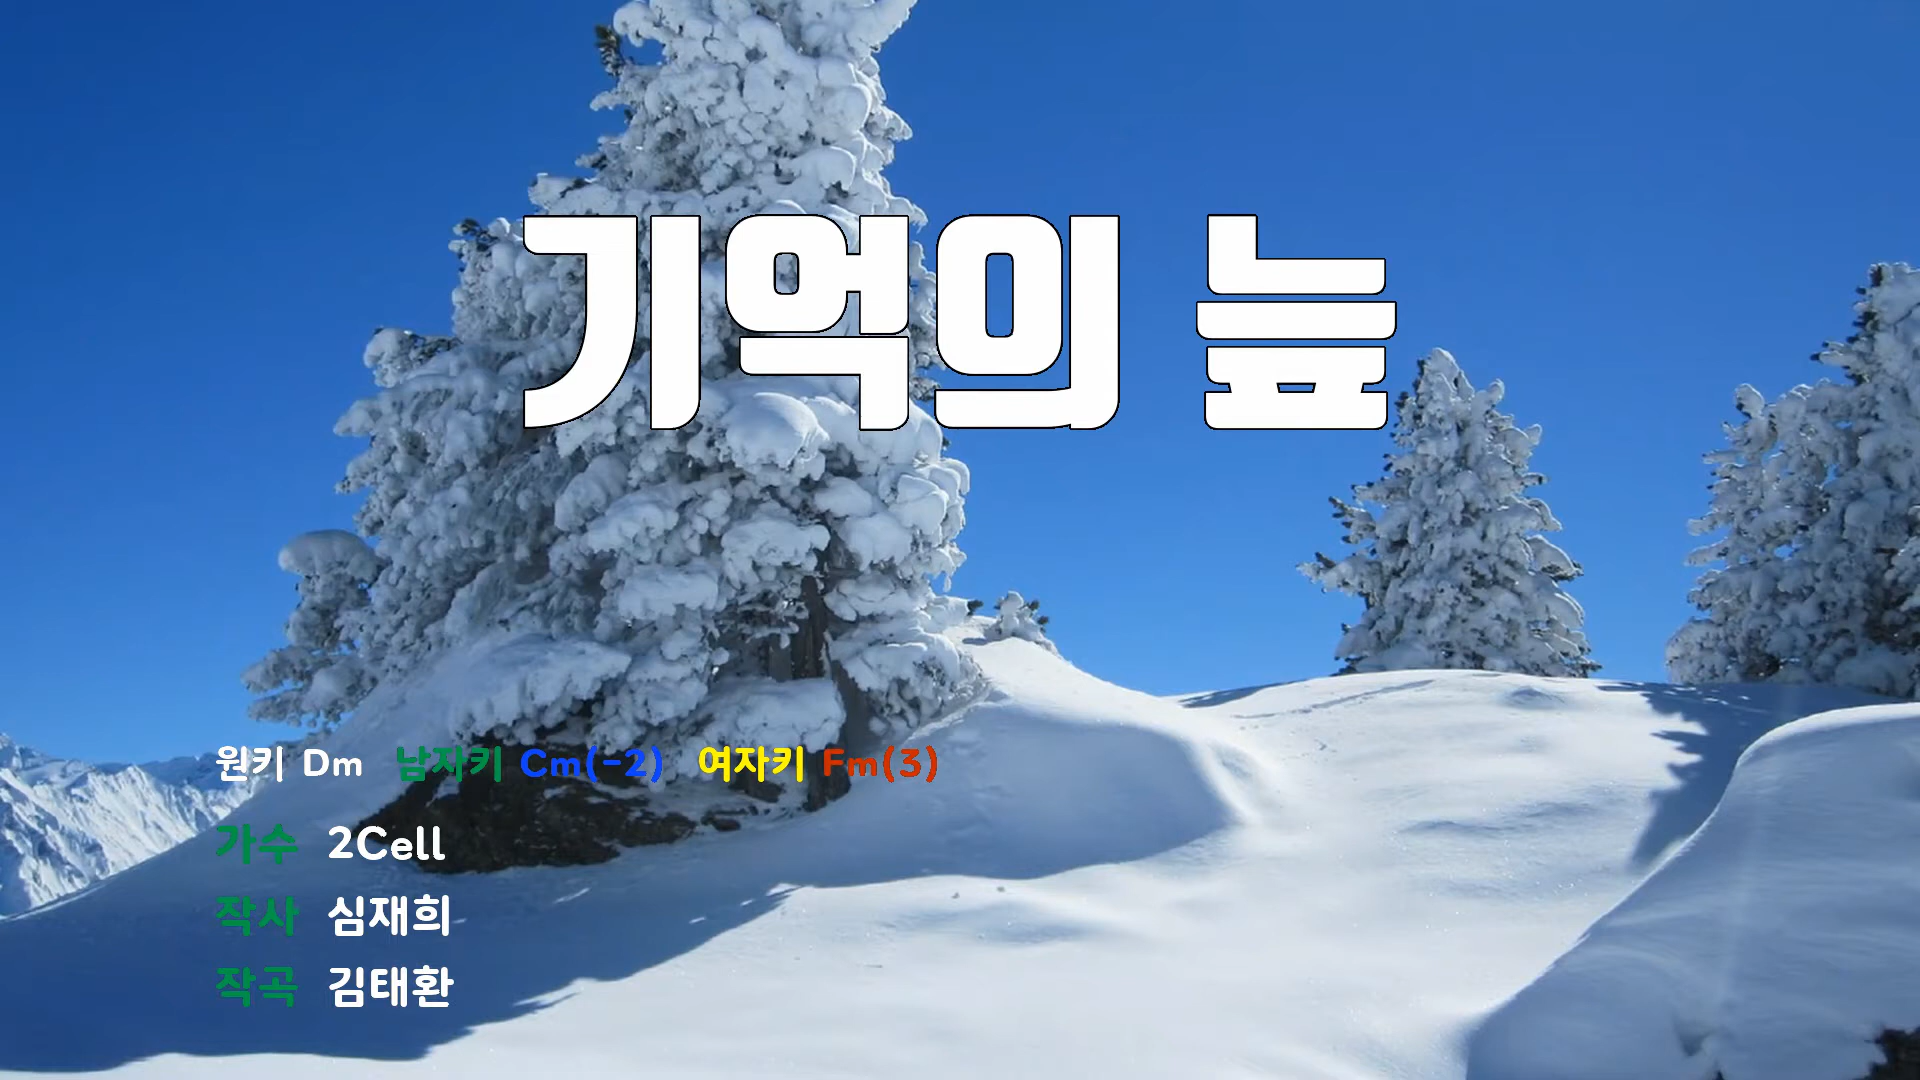 기억의 늪
원키 Dm 남자키 Cm(-2) 여자키 Fm(3)
가수 2Cell
작사 심재희
작곡 김태환